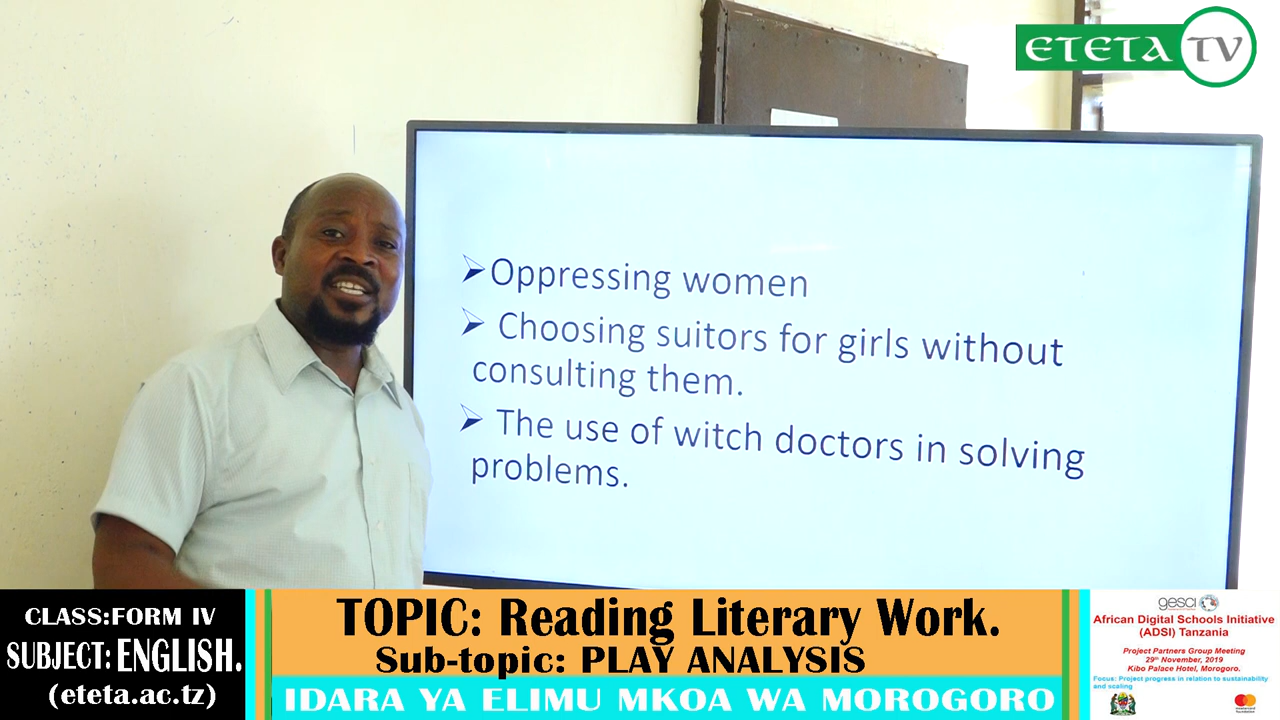 ETETA TV
➢Oppressing women
➢ Choosing suitors for girls without
consulting them.
➢ The use of witch doctors in solving
problems.
CLASS:FORM IV
SUBJECT: ENGLISH.
(eteta.ac.tz)
TOPIC: Reading Literary Work.
Sub-topic: PLAY ANALYSIS
IDARA YA ELIMU MKOA WA MOROGORO
gesci
African Digital Schools Initiative
(ADSI) Tanzania
Project Partners Group Meeting
29th November, 2019
Kibo Palace Hotel, Morogoro.
Focus: Project progress in relation to sustainability
and scaling